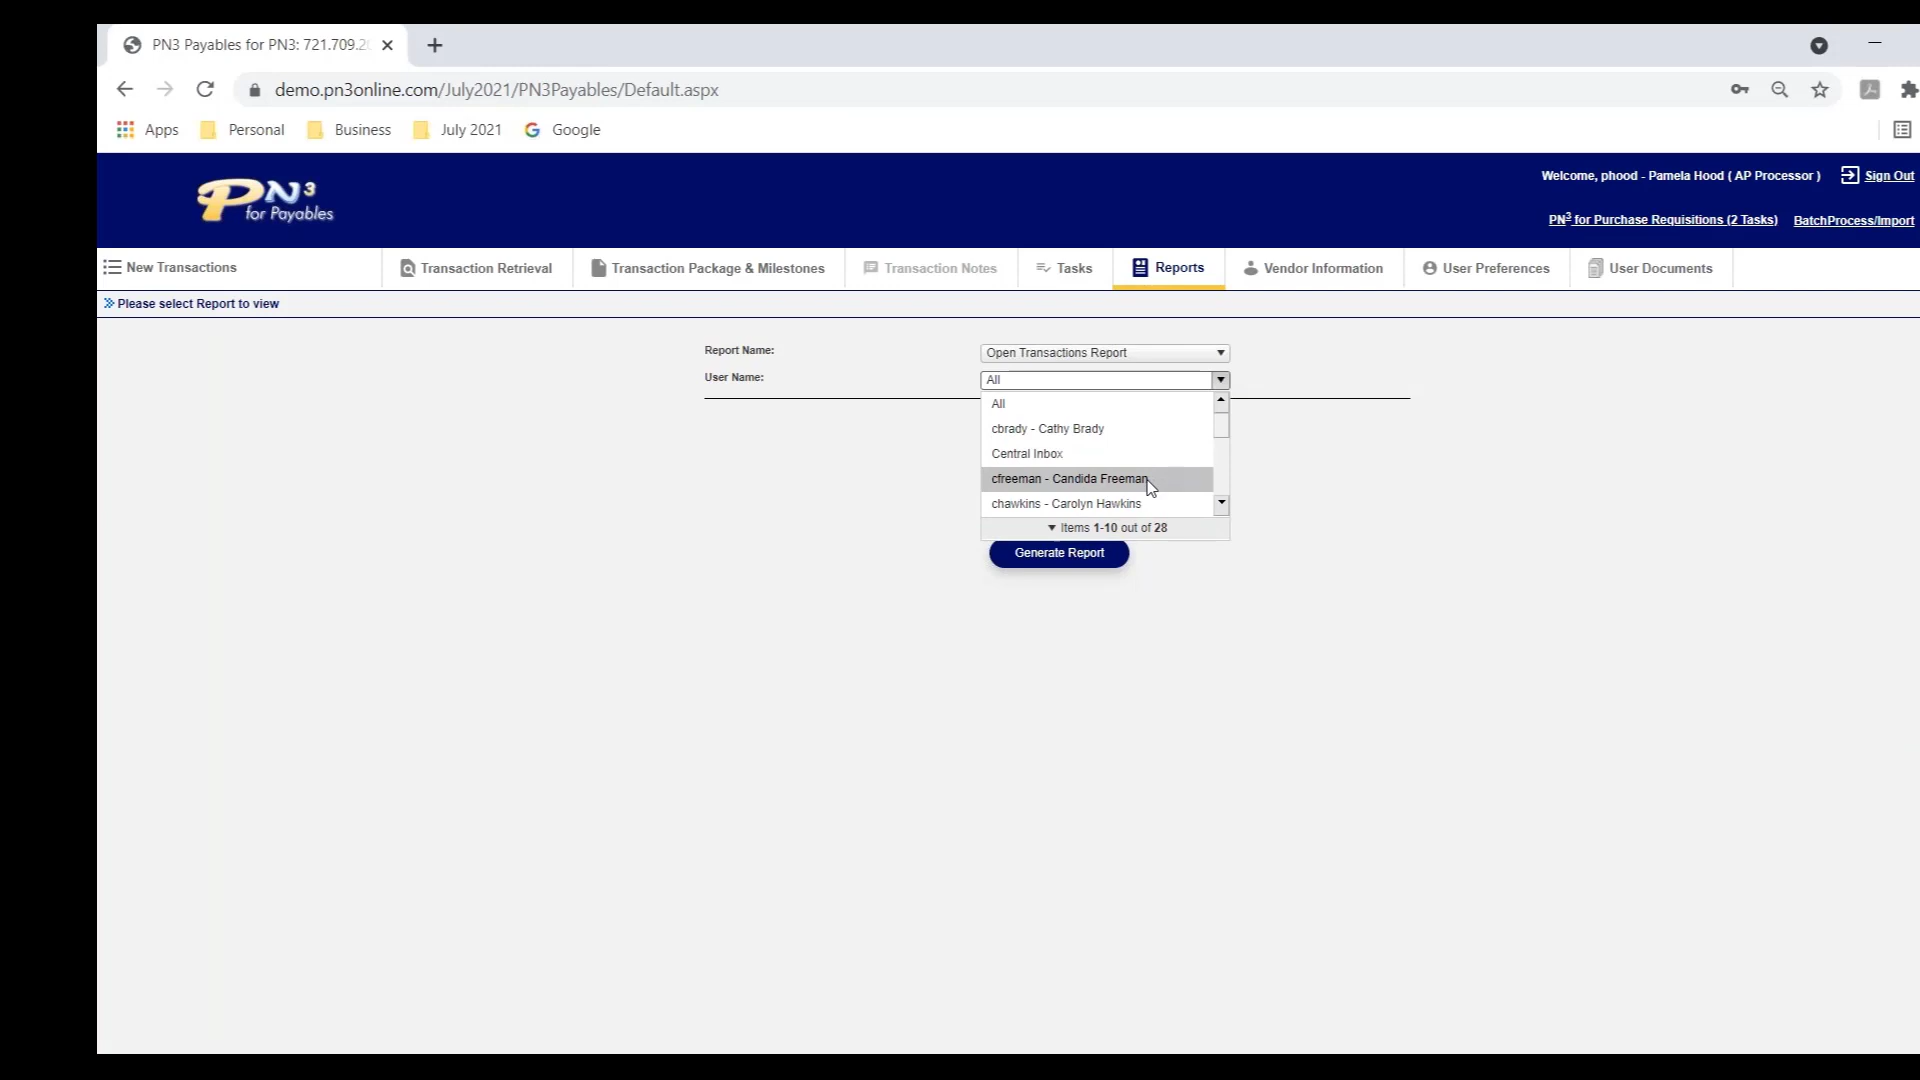 PN3 Payables for PN3: 721.709.2
demo.pn3online.com/July2021/PN3Payables/Default.aspx
Apps Personal Business July 2021 Google
PN3 for Payables
Welcome, phood - Pamela Hood ( AP Processor ) Sign Out
PN3 for Purchase Requisitions (2 Tasks) BatchProcess/Import
New Transactions Transaction Retrieval Transaction Package & Milestones Transaction Notes Tasks Reports Vendor Information User Preferences User Documents
Please select Report to view
Report Name: Open Transactions Report
User Name: All
All
cbrady - Cathy Brady
Central Inbox
cfreeman - Candida Freeman
chawkins - Carolyn Hawkins
Items 1-10 out of 28
Generate Report